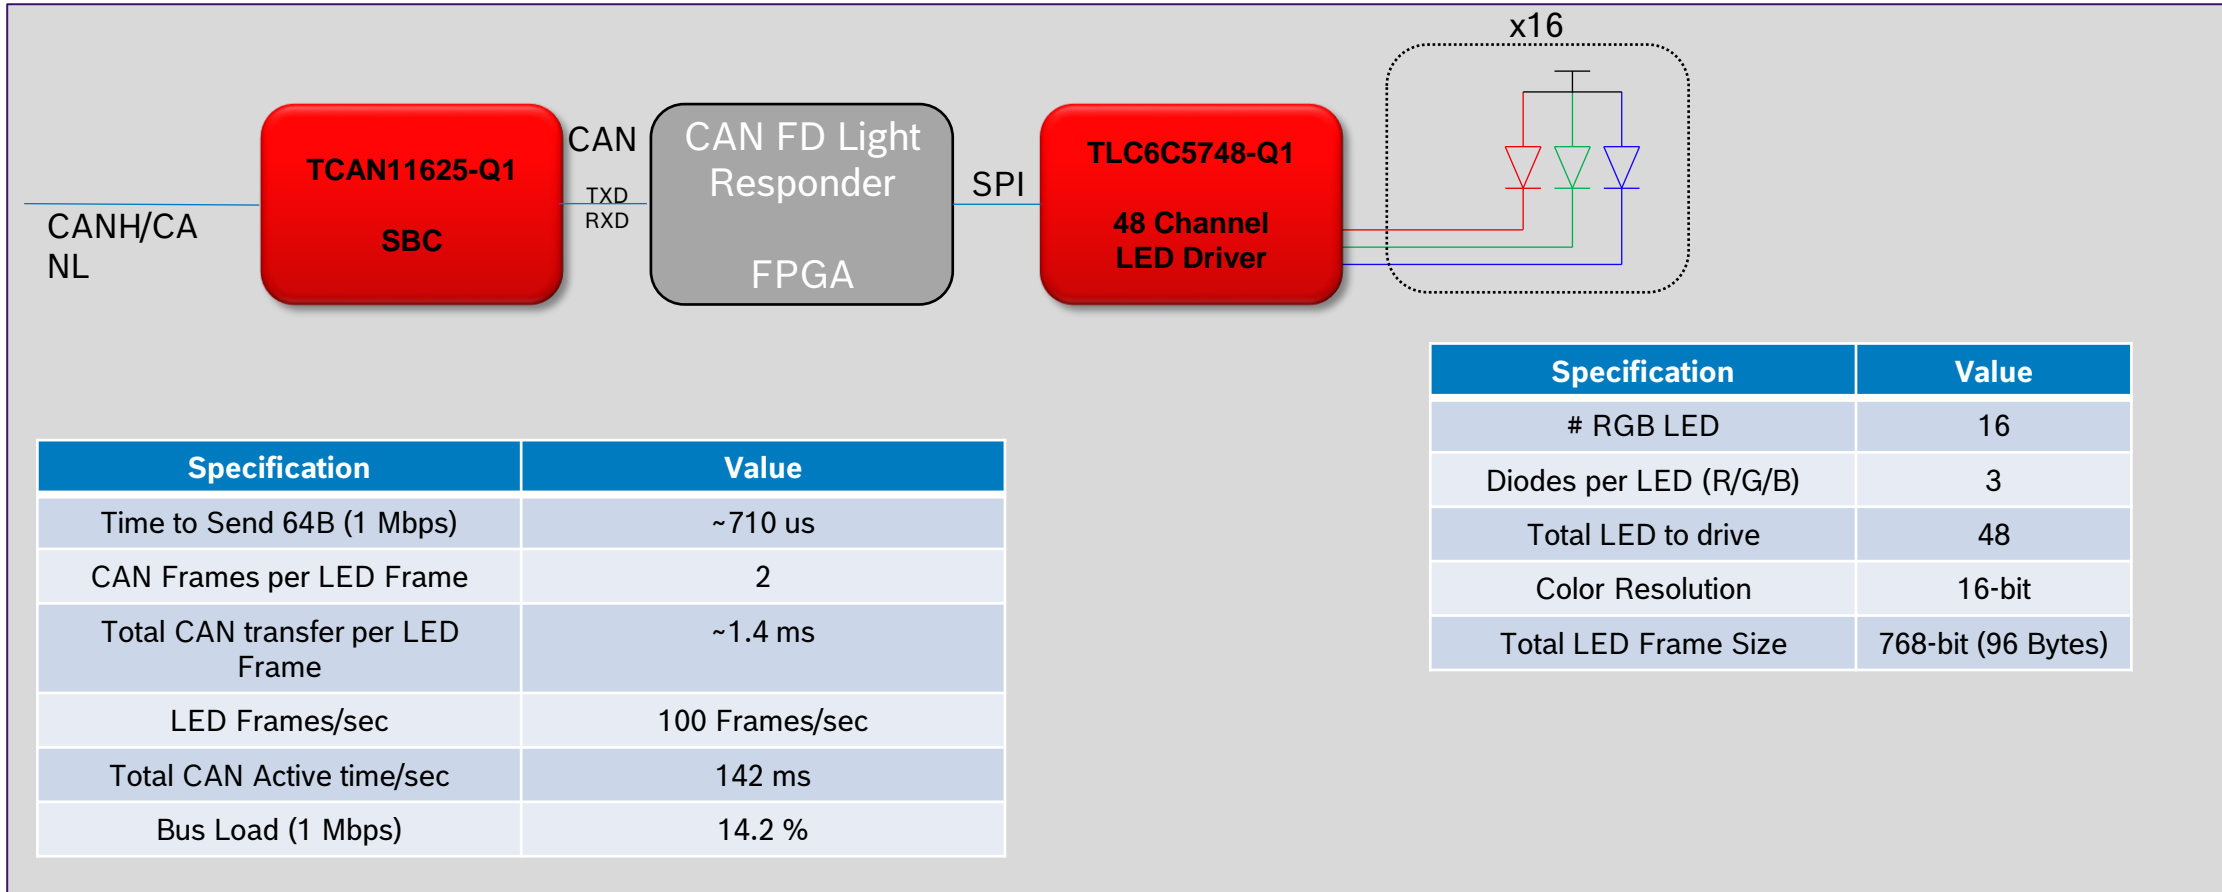 x16
CANH/CA
NL
TCAN11625-Q1
SBC
CAN
TXD
RXD
CAN FD Light
Responder
FPGA
SPI
TLC6C5748-Q1
48 Channel
LED Driver
Specification Value
# RGB LED 16
Diodes per LED (R/G/B) 3
Total LED to drive 48
Color Resolution 16-bit
Total LED Frame Size 768-bit (96 Bytes)
Specification Value
Time to Send 64B (1 Mbps) ~710 us
CAN Frames per LED Frame 2
Total CAN transfer per LED ~1.4 ms
Frame
LED Frames/sec 100 Frames/sec
Total CAN Active time/sec 142 ms
Bus Load (1 Mbps) 14.2 %